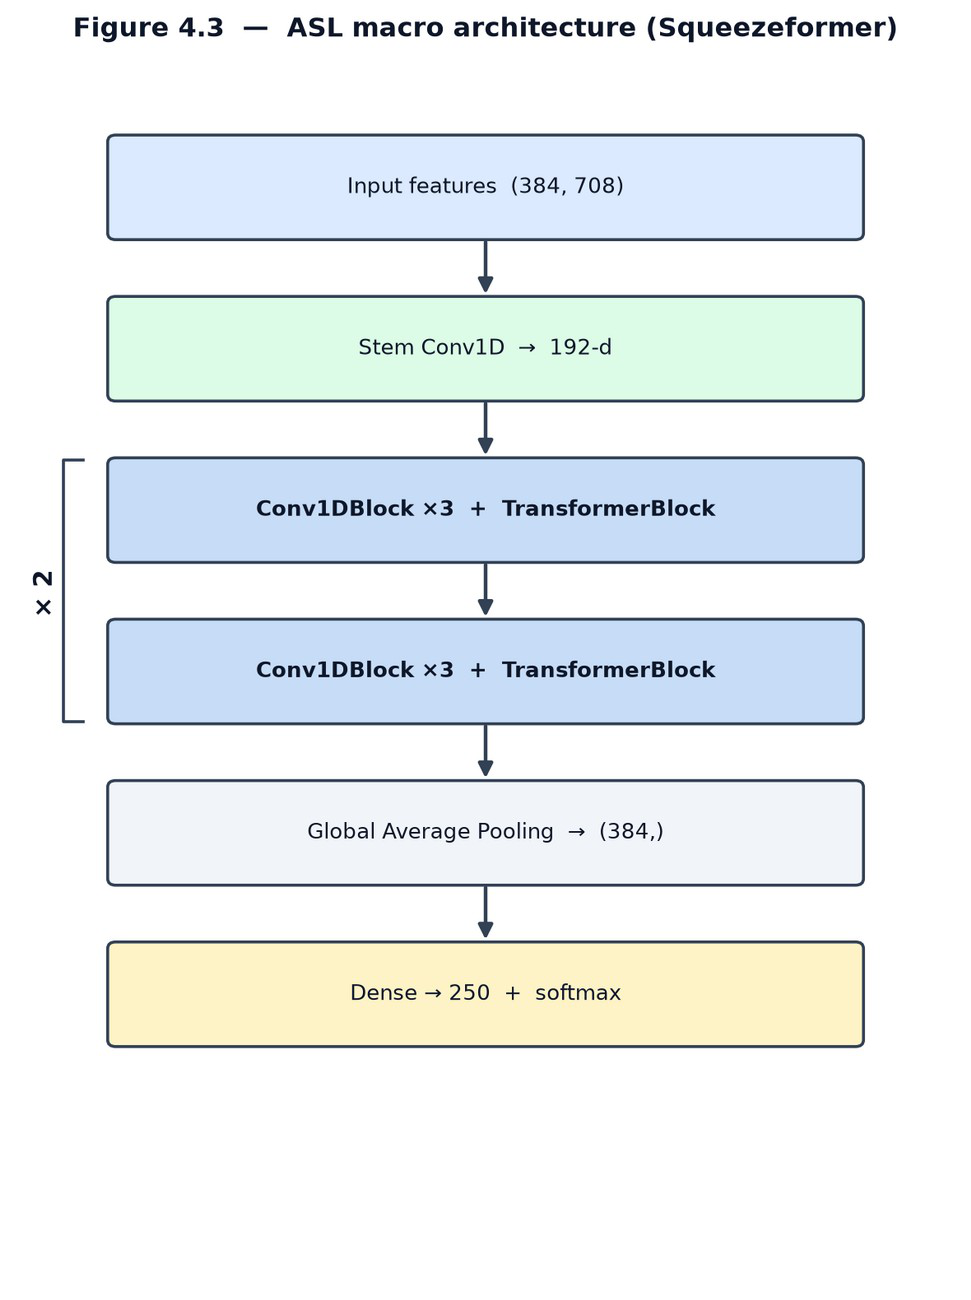 Figure 4.3 — ASL macro architecture (Squeezeformer)
Input features (384, 708)
Stem Conv1D → 192-d
Conv1DBlock ×3 + TransformerBlock
× 2
Conv1DBlock ×3 + TransformerBlock
Global Average Pooling → (384,)
Dense → 250 + softmax